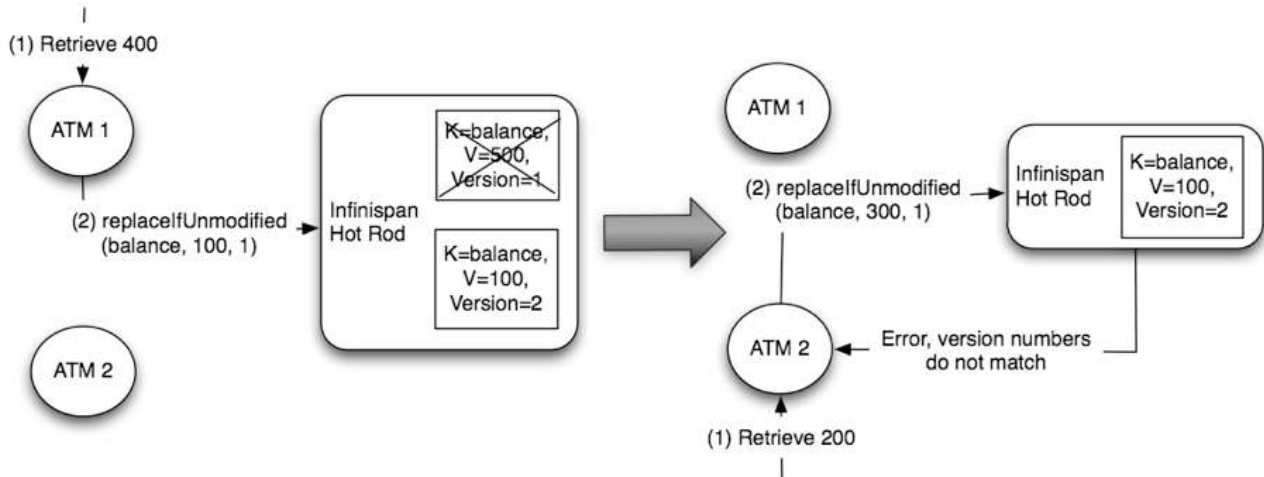 (1) Retrieve 400
ATM 1
(2) replaceIfUnmodified
(balance, 100, 1)
ATM 2
Infinispan
Hot Rod
K=balance,
V=500,
Version=1
K=balance,
V=100,
Version=2
ATM 1
(2) replaceIfUnmodified
(balance, 300, 1)
Infinispan
Hot Rod
K=balance,
V=100,
Version=2
ATM 2
Error, version numbers
do not match
(1) Retrieve 200